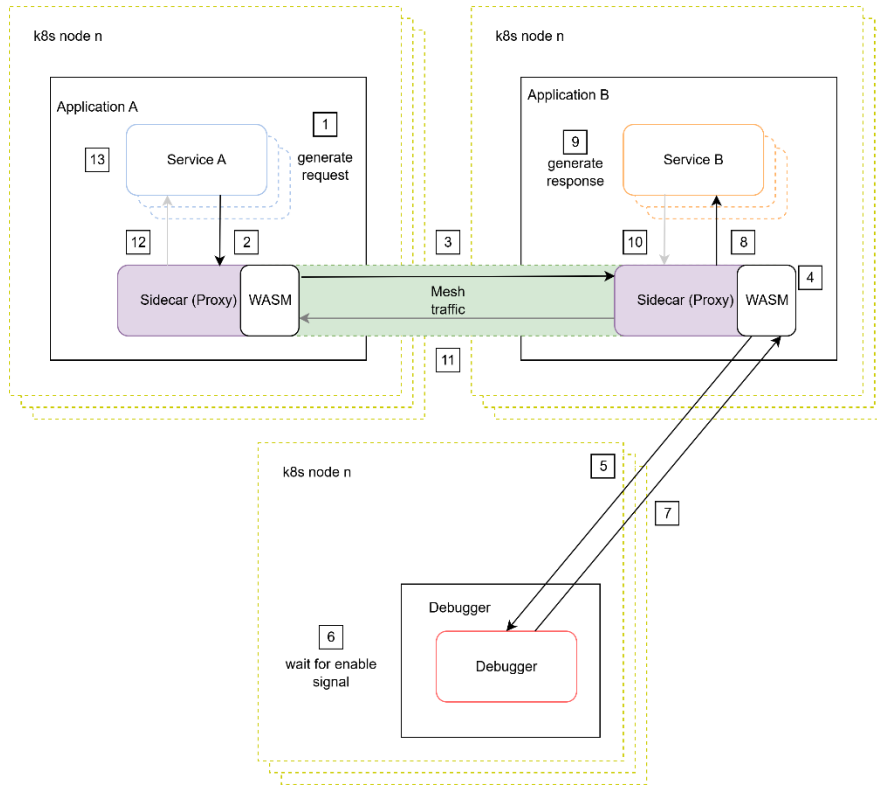 k8s node n
Application A
1
generate
request
13
Service A
12
2
Sidecar (Proxy)
WASM
3
Mesh
traffic
11
k8s node n
Application B
9
generate
response
Service B
10
8
4
Sidecar (Proxy)
WASM
k8s node n
5
7
6
wait for enable
signal
Debugger
Debugger